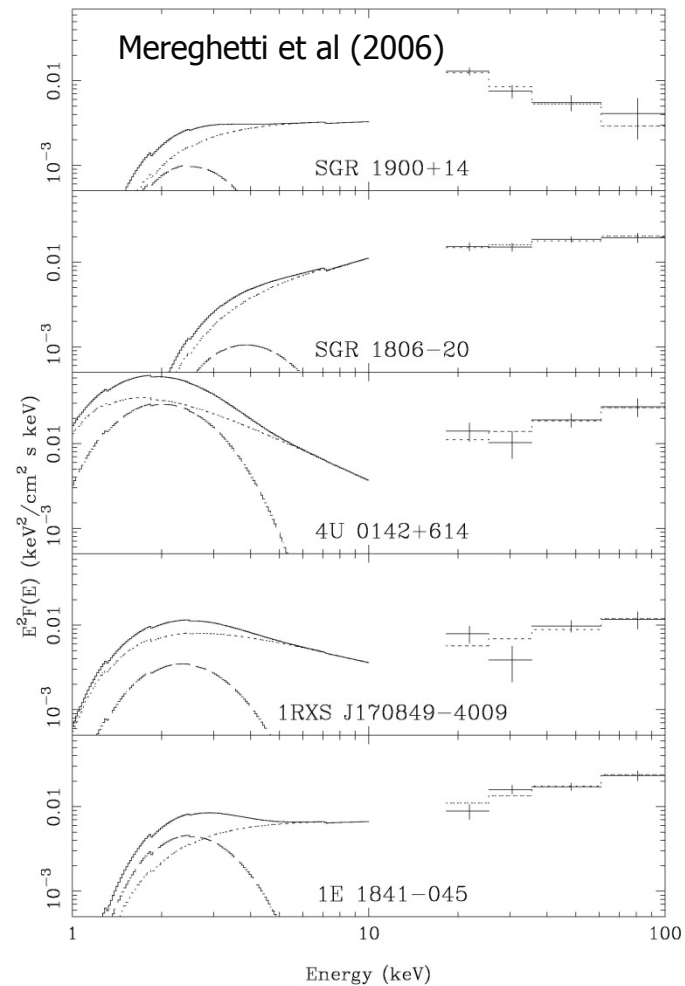 Mereghetti et al (2006)
0.01
10⁻³
SGR 1900+14
0.01
10⁻³
SGR 1806−20
0.01
10⁻³
4U 0142+614
E²F(E) (keV²/cm² s keV)
0.01
10⁻³
1RXS J170849−4009
0.01
10⁻³
1E 1841−045
1 10 100
Energy (keV)